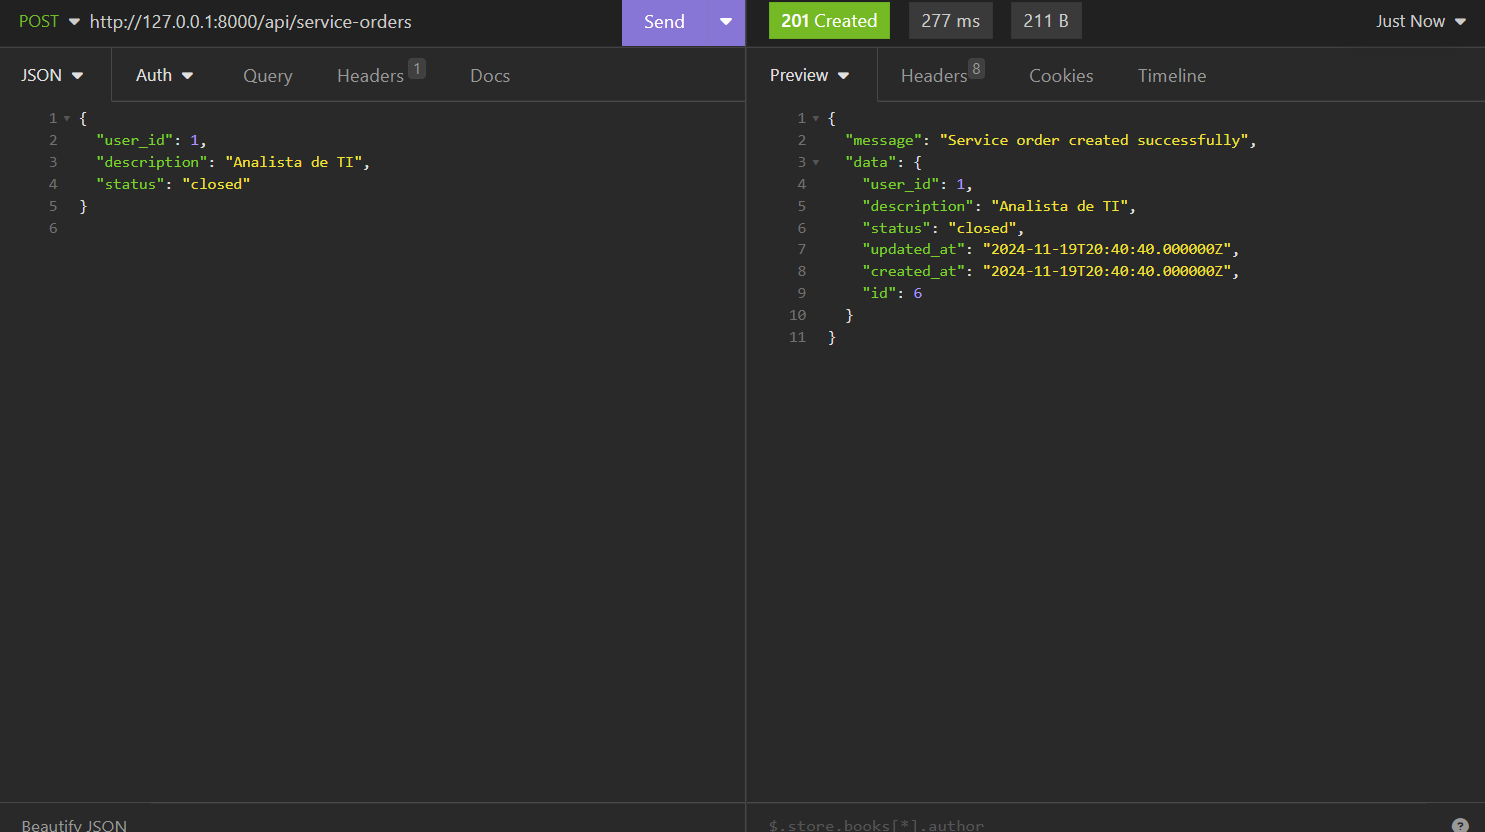 POST http://127.0.0.1:8000/api/service-orders Send
201 Created 277 ms 211 B Just Now
JSON Auth Query Headers 1 Docs
1 {
2 "user_id": 1,
3 "description": "Analista de TI",
4 "status": "closed"
5 }
6
Beautify JSON
Preview Headers 8 Cookies Timeline
1 {
2 "message": "Service order created successfully",
3 "data": {
4 "user_id": 1,
5 "description": "Analista de TI",
6 "status": "closed",
7 "updated_at": "2024-11-19T20:40:40.000000Z",
8 "created_at": "2024-11-19T20:40:40.000000Z",
9 "id": 6
10 }
11 }
$.store.books[*].author ?